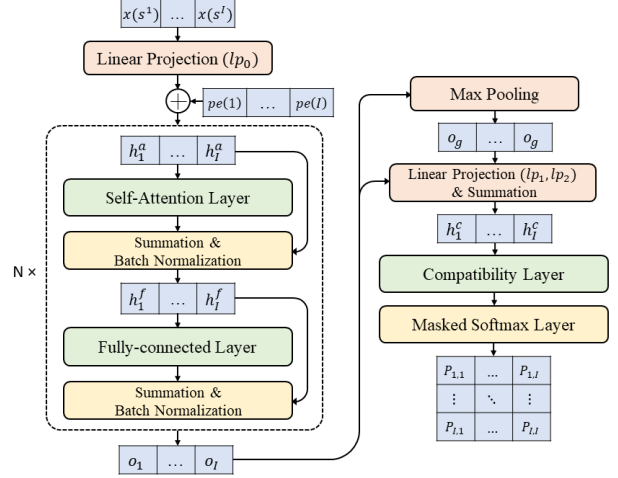 x(s¹) … x(sᴵ)
Linear Projection (lp₀)
+ pe(1) … pe(I)
h₁ᵃ … h_Iᵃ
Self-Attention Layer
Summation &
Batch Normalization
N ×
h₁ᶠ … h_Iᶠ
Fully-connected Layer
Summation &
Batch Normalization
o₁ … o_I
Max Pooling
o_g … o_g
Linear Projection (lp₁, lp₂)
& Summation
h₁ᶜ … h_Iᶜ
Compatibility Layer
Masked Softmax Layer
P₁,₁ … P₁,I
⋮ ⋱ ⋮
P_I,₁ … P_I,I